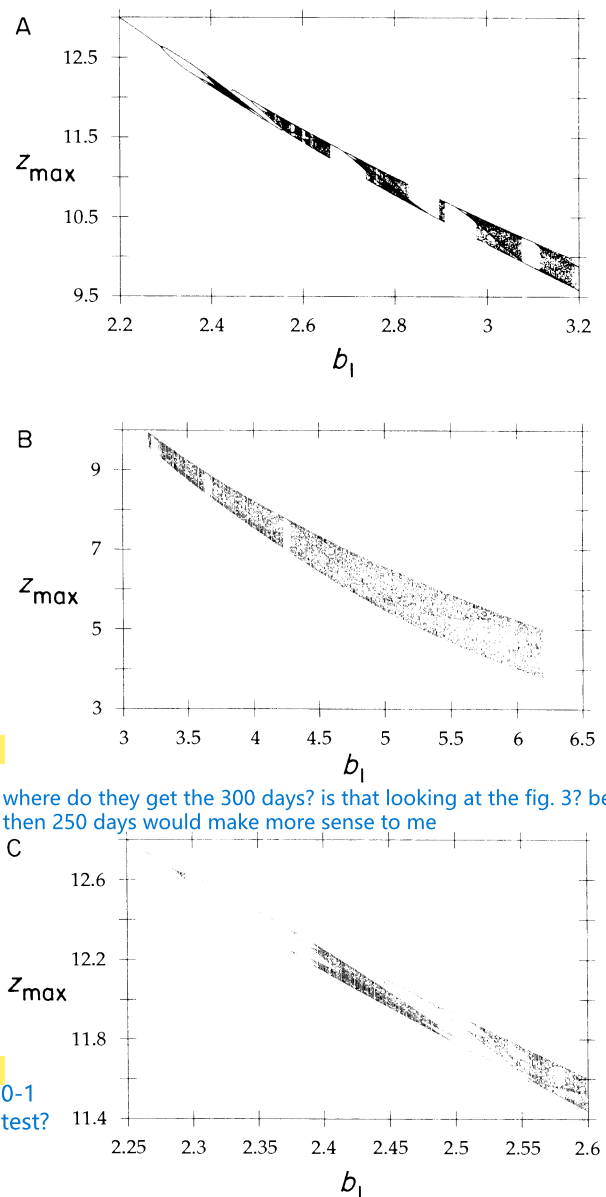 A
12.5
11.5
z max
10.5
9.5
2.2 2.4 2.6 2.8 3 3.2
b1
B
9
7
z max
5
3
3 3.5 4 4.5 5 5.5 6 6.5
b1
where do they get the 300 days? is that looking at the fig. 3? be
then 250 days would make more sense to me
C
12.6
12.2
z max
11.8
0-1
test?
11.4
2.25 2.3 2.35 2.4 2.45 2.5 2.55 2.6
b1